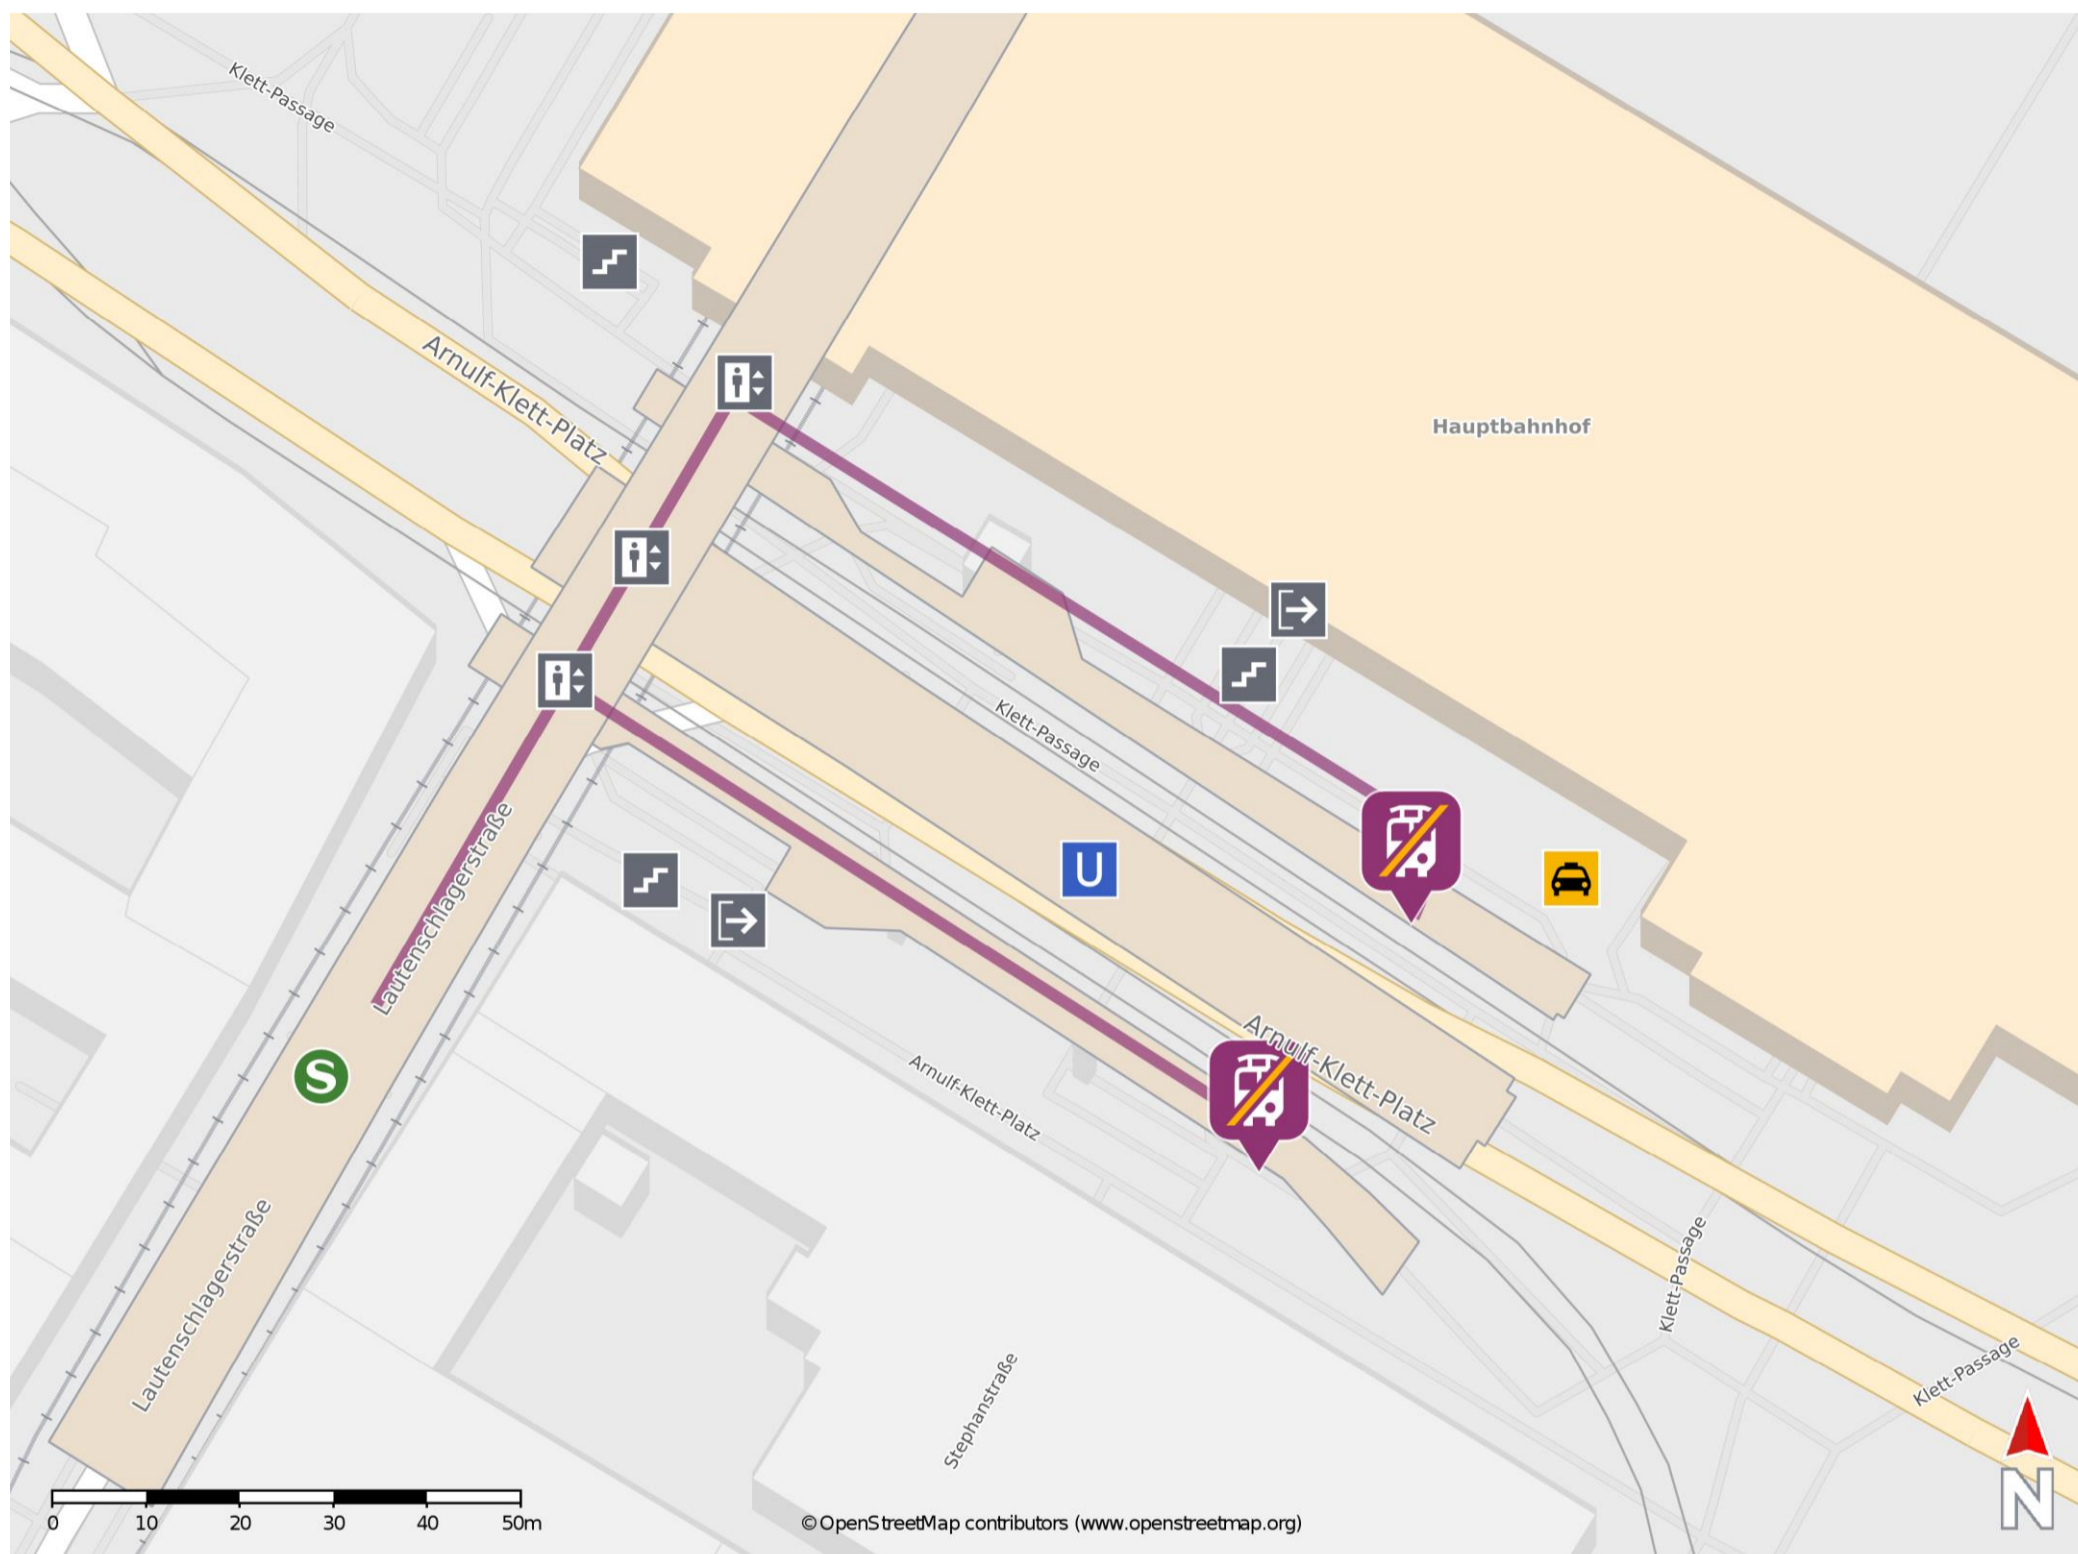 Klett-Passage
Arnulf-Klett-Platz
Hauptbahnhof
Klett-Passage
U
Lautenschlagerstraße
S
Arnulf-Klett-Platz
Arnulf-Klett-Platz
Lautenschlagerstraße
Klett-Passage
Klett-Passage
Stephanstraße
N
0 10 20 30 40 50m
© OpenStreetMap contributors (www.openstreetmap.org)